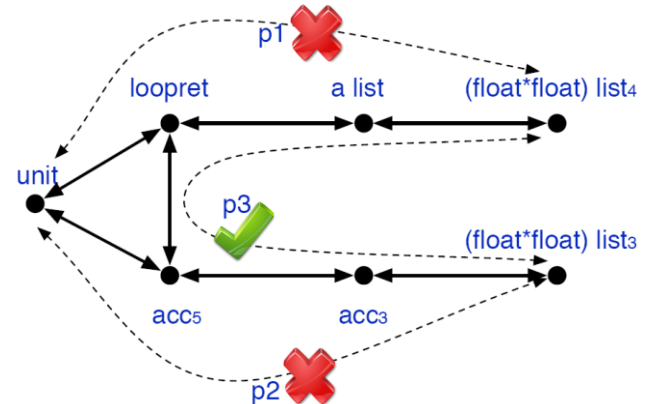 p1
loopret a list (float*float) list₄
unit
p3
(float*float) list₃
acc₅ acc₃
p2